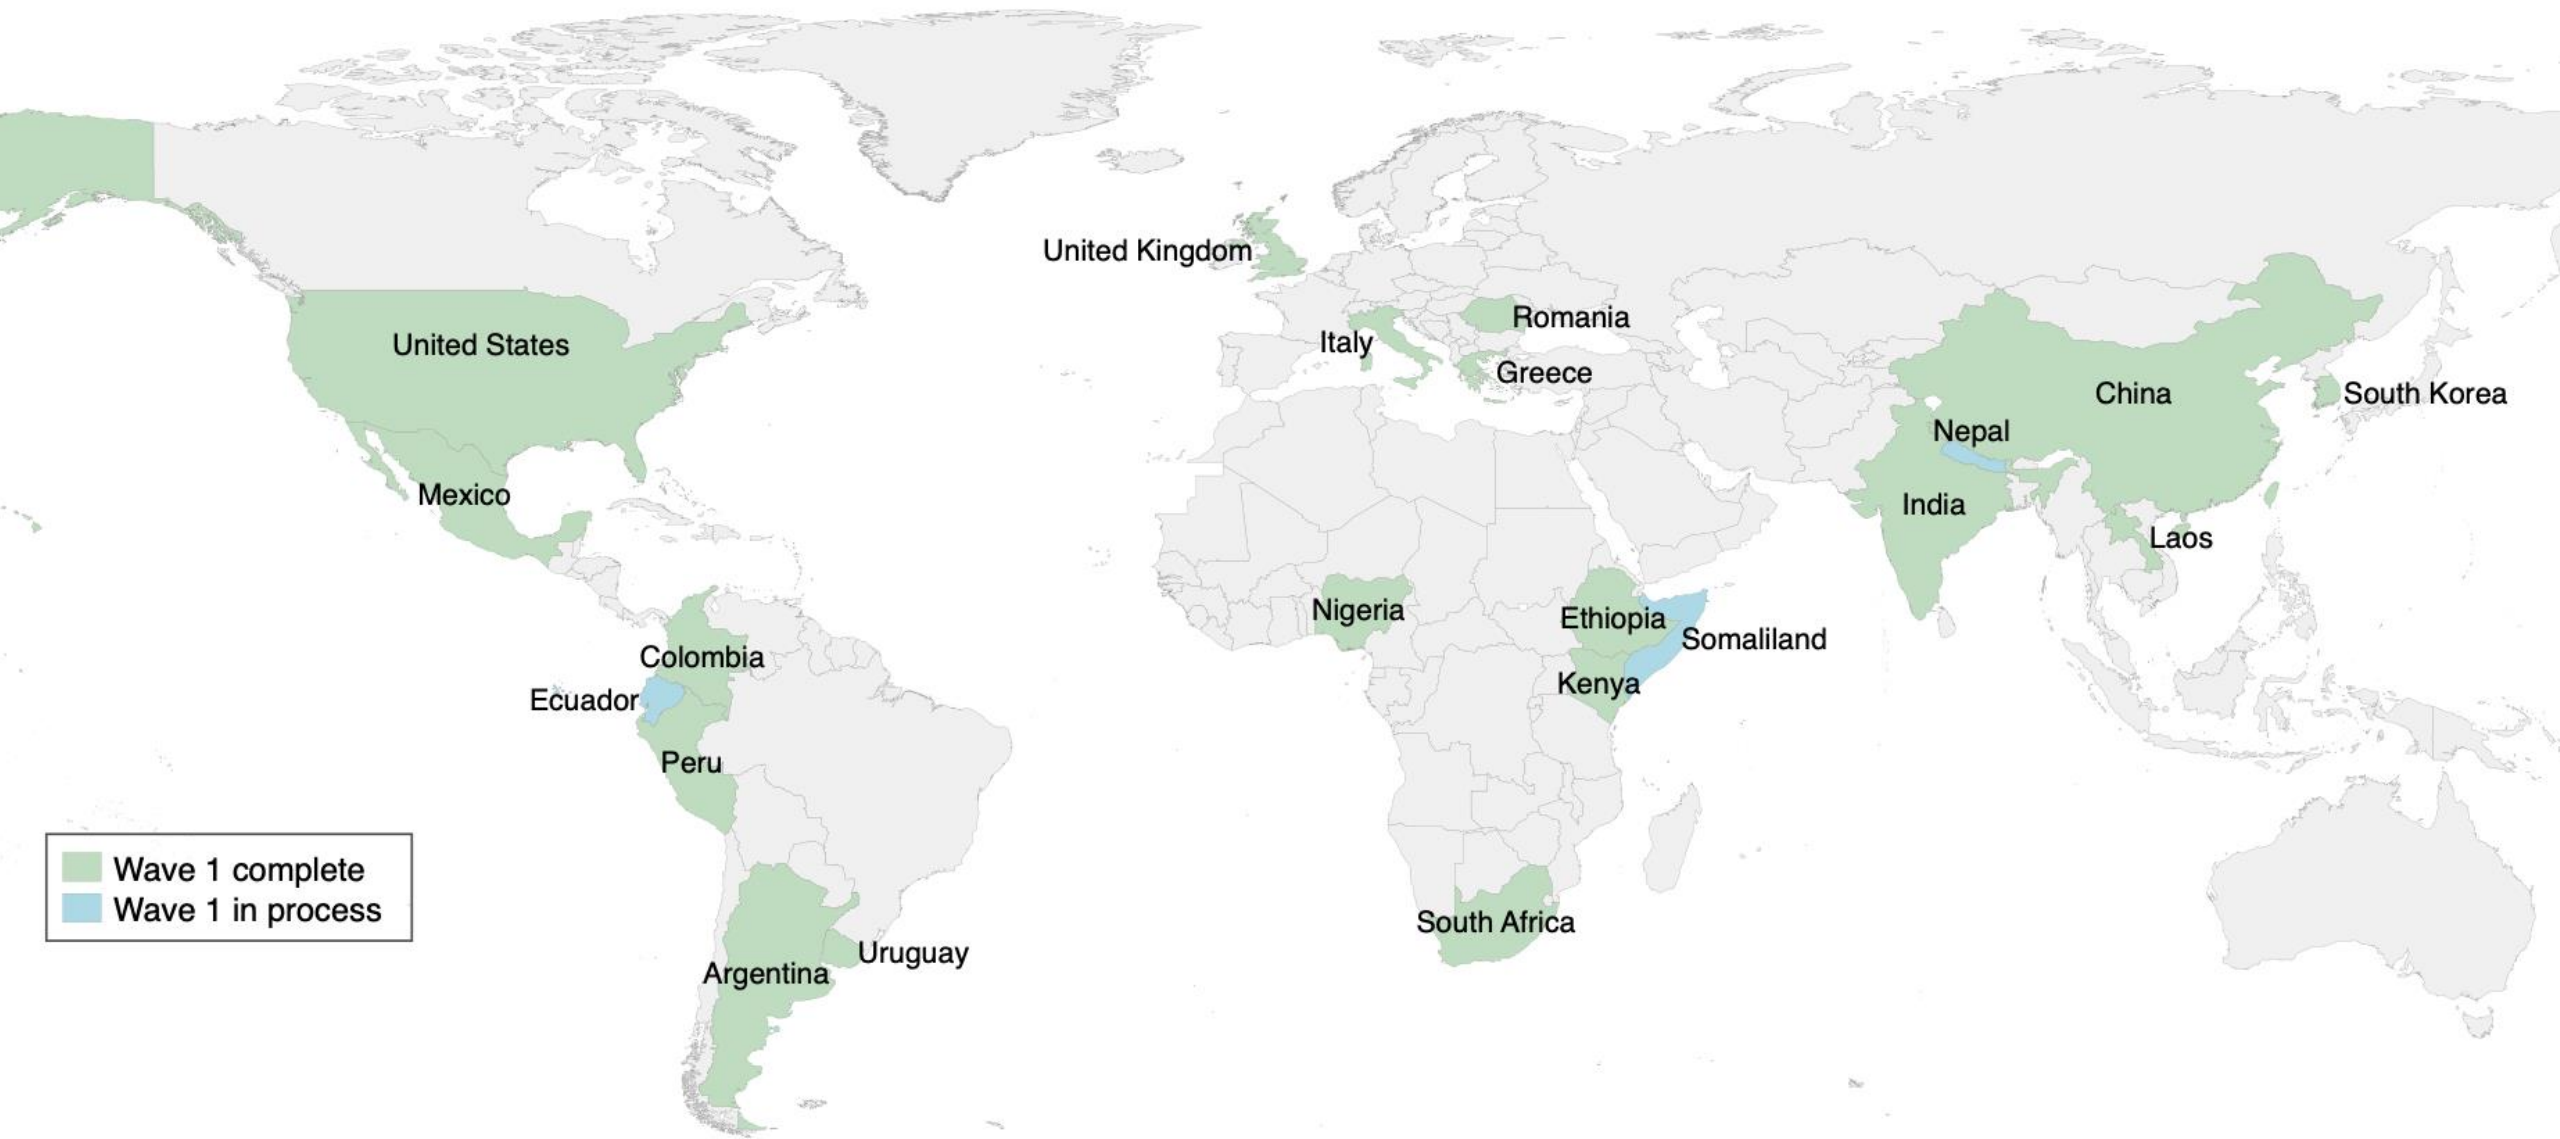 United Kingdom
Romania
United States
Italy
Greece
China
South Korea
Nepal
Mexico
India
Laos
Nigeria
Ethiopia
Somaliland
Colombia
Kenya
Ecuador
Peru
Wave 1 complete
Wave 1 in process
South Africa
Uruguay
Argentina